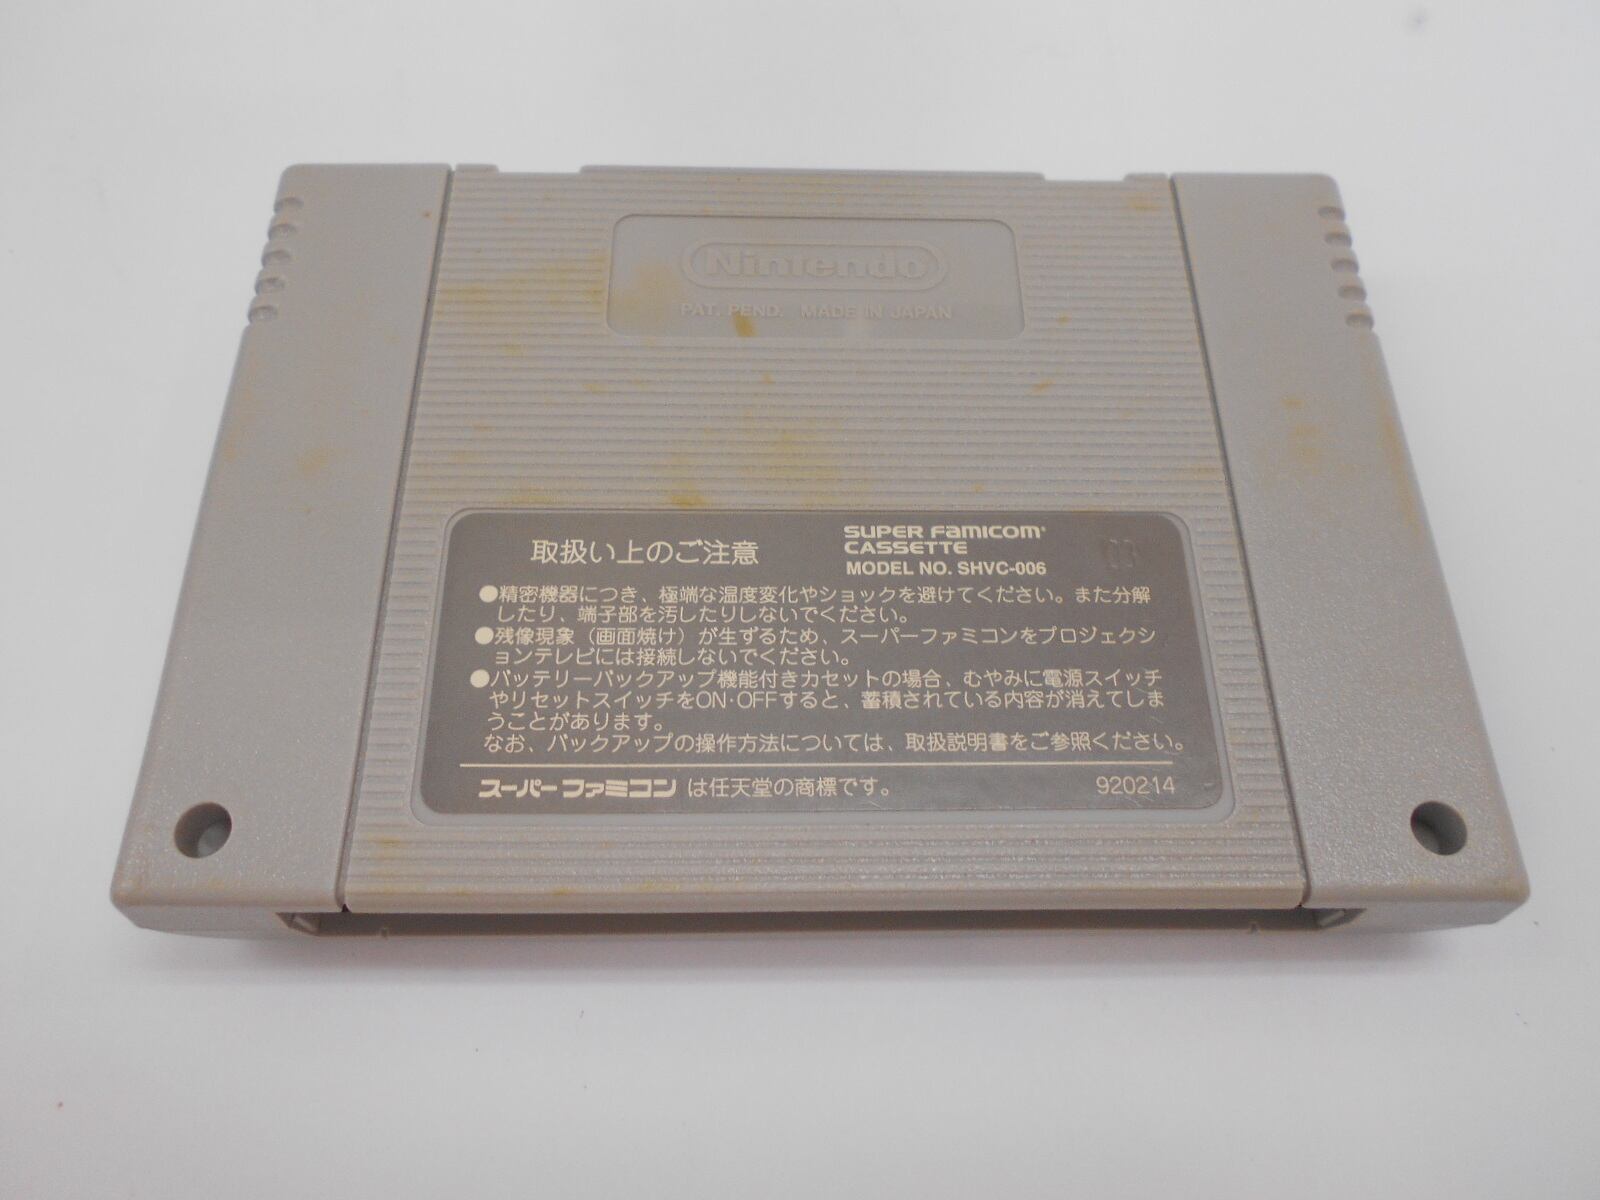 Nintendo
PAT. PEND. MADE IN JAPAN
取扱い上のご注意
SUPER FAMICOM
CASSETTE
MODEL NO. SHVC-006
●精密機器につき、極端な温度変化やショックを避けてください。また分解
したり、端子部を汚したりしないでください。
●残像現象（画面焼け）が生ずるため、スーパーファミコンをプロジェクシ
ョンテレビには接続しないでください。
●バッテリーバックアップ機能付きカセットの場合、むやみに電源スイッチ
やリセットスイッチをON·OFFすると、蓄積されている内容が消えてしま
うことがあります。
なお、バックアップの操作方法については、取扱説明書をご参照ください。
スーパーファミコン は任天堂の商標です。
920214